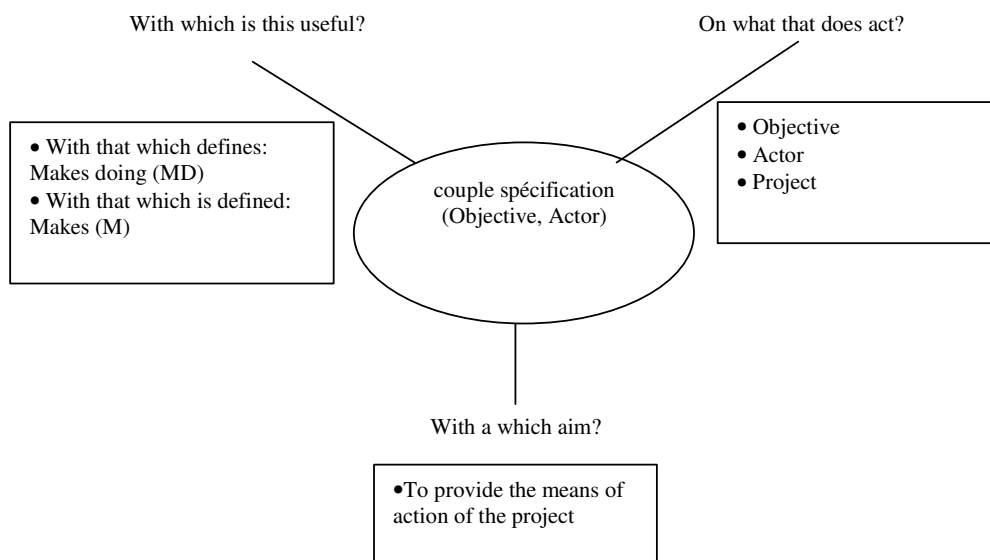 With which is this useful?
On what that does act?
• With that which defines:
Makes doing (MD)
• With that which is defined:
Makes (M)
couple spécification
(Objective, Actor)
• Objective
• Actor
• Project
With a which aim?
•To provide the means of
action of the project